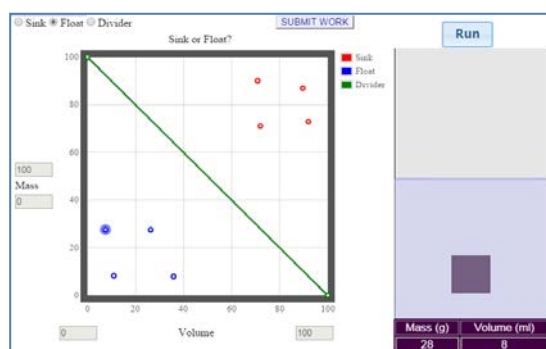 Sink Float Divider
SUBMIT WORK
Run
Sink or Float?
Sink
Float
Divider
100
80
60
40
20
0
100
Mass
0
0 20 40 60 80 100
0
Volume
100
Mass (g) Volume (ml)
28 8